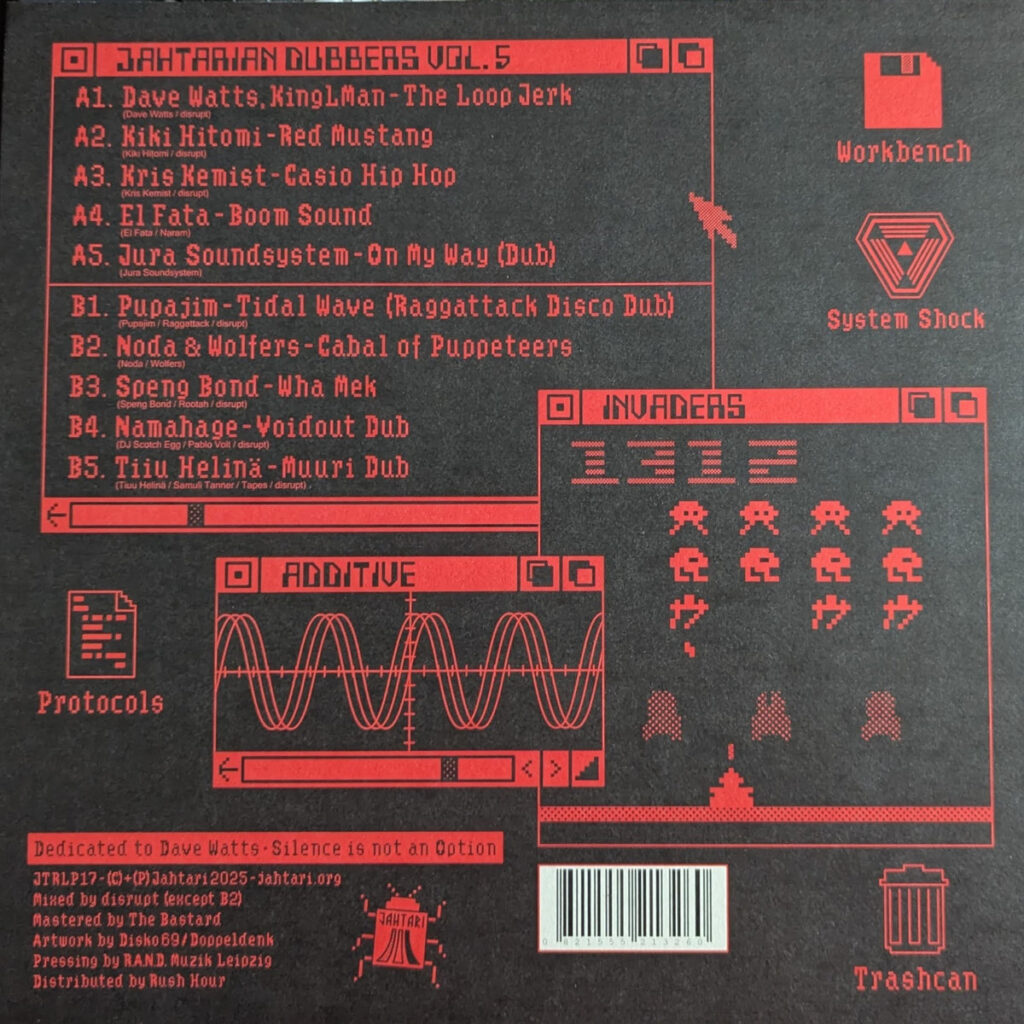 JAHTARIAN DUBBERS VOL. 5
A1. Dave Watts, KingLMan - The Loop Jerk
(Dave Watts / disrupt)
A2. Kiki Hitomi - Red Mustang
(Kiki Hitomi / disrupt)
A3. Kris Kemist - Casio Hip Hop
(Kris Kemist / disrupt)
A4. El Fata - Boom Sound
(El Fata / Naram)
A5. Jura Soundsystem - On My Way (Dub)
(Jura Soundsystem)
B1. Pupajim - Tidal Wave (Raggattack Disco Dub)
(Pupajim / Raggattack / disrupt)
B2. Noda & Wolfers - Cabal of Puppeteers
(Noda / Wolfers)
B3. Speng Bond - Wha Mek
(Speng Bond / Rootah / disrupt)
B4. Namahage - Voidout Dub
(DJ Scotch Egg / Pablo Volt / disrupt)
B5. Tiiu Helinä - Muuri Dub
(Tiiu Helinä / Samuli Tanner / Tapes / disrupt) .
Workbench
System Shock
INVADERS
1312
ADDITIVE
Protocols
Dedicated to Dave Watts - Silence is not an Option
JTRLP17 - (C)+(P) Jahtari 2025 - jahtari.org
Mixed by disrupt (except B2)
Mastered by The Bastard
Artwork by Disko69 / Doppeldenk
Pressing by R.A.N.D. Muzik Leipzig
Distributed by Rush Hour
JAHTARI
0 821555 213260
Trashcan